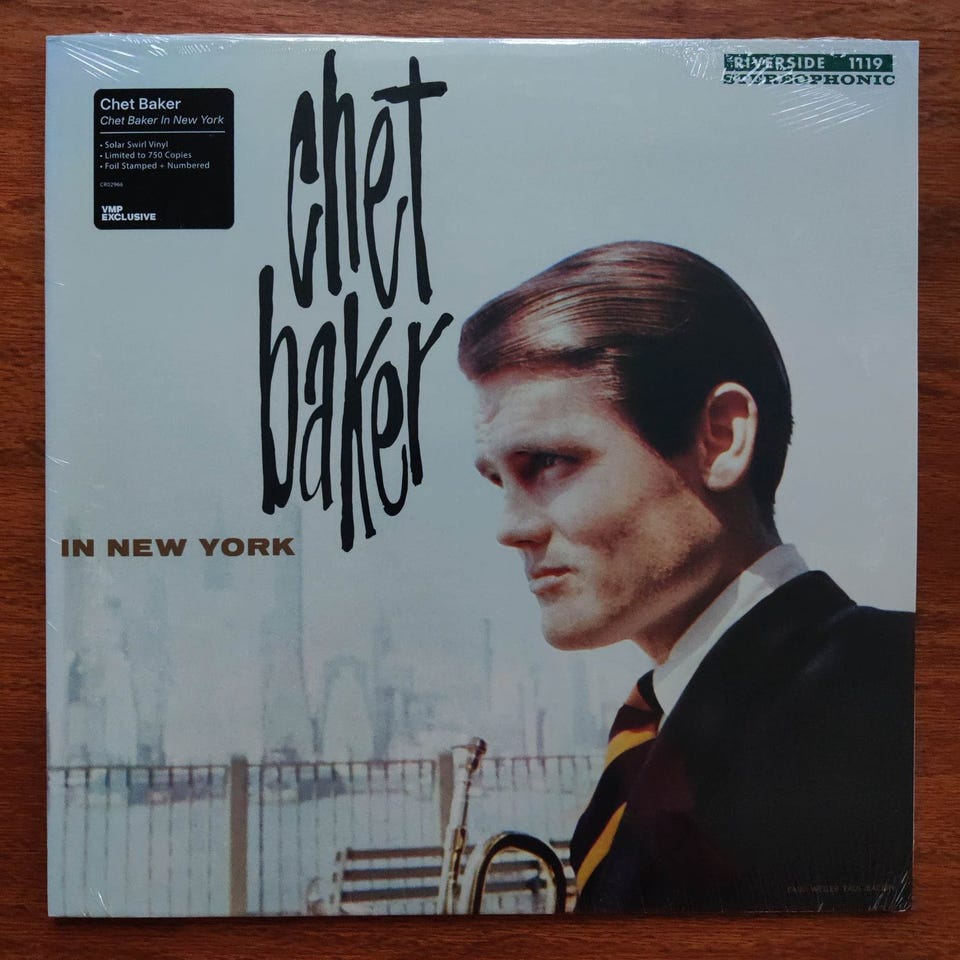 RIVERSIDE 1119
STEREOPHONIC
Chet Baker
Chet Baker In New York
• Solar Swirl Vinyl
• Limited to 750 Copies
• Foil Stamped + Numbered
CR02966
VMP
EXCLUSIVE
chet
baker
IN NEW YORK